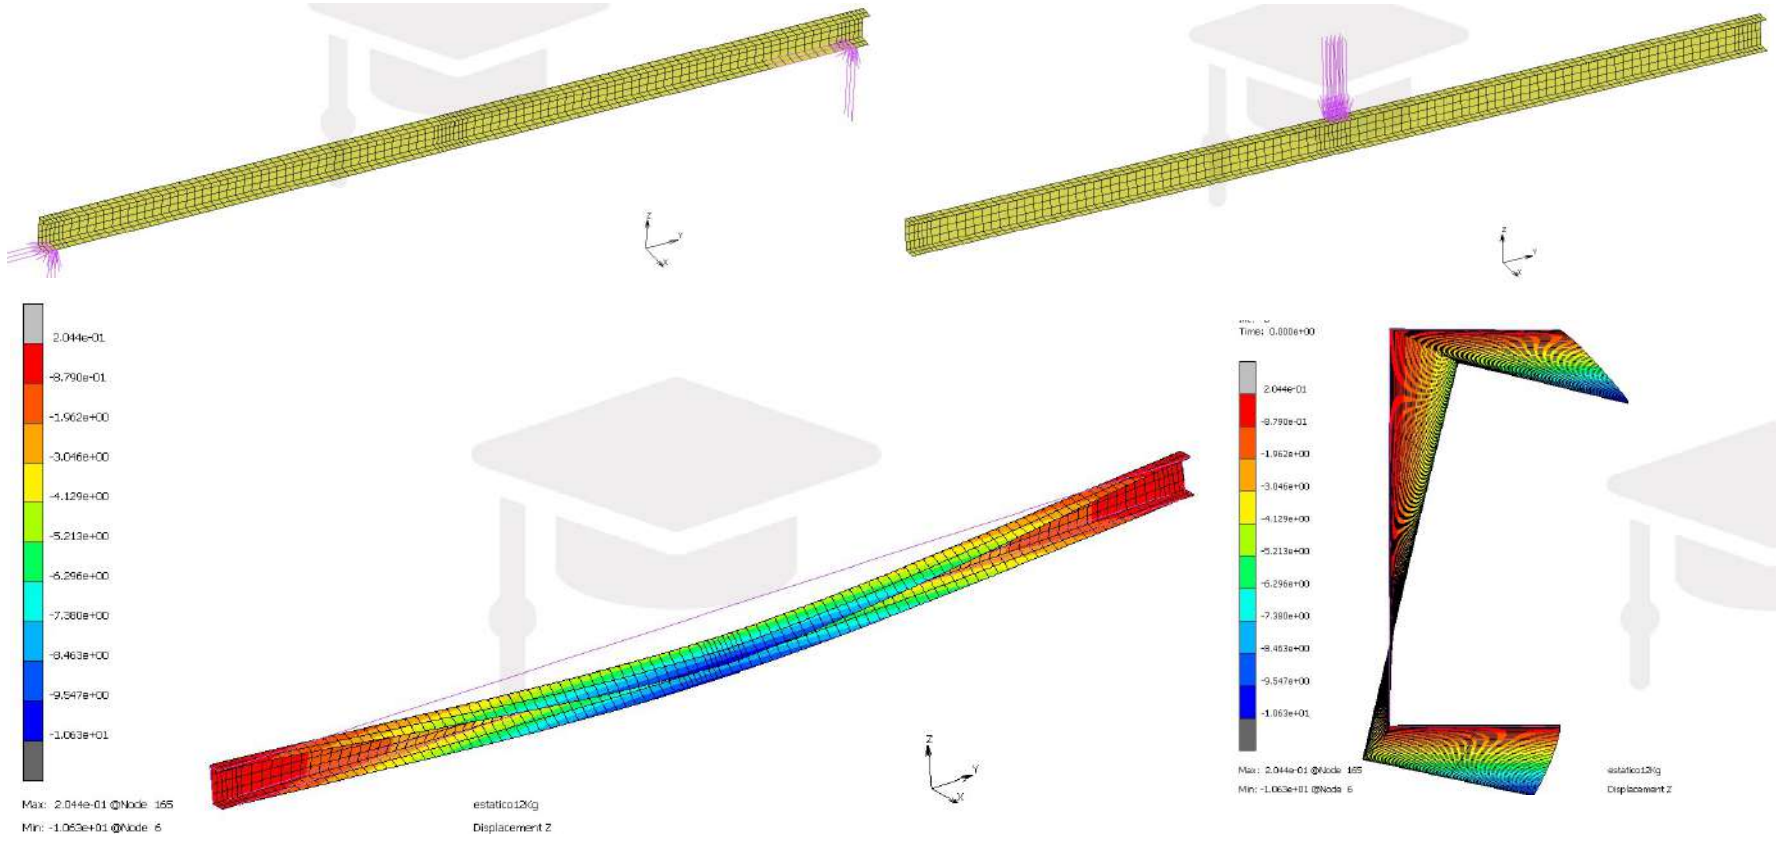 Z
Y
X
Z
Y
X
2.044e-01
-8.790e-01
-1.962e+00
-3.046e+00
-4.129e+00
-5.213e+00
-6.296e+00
-7.380e+00
-8.463e+00
-9.547e+00
-1.063e+01
Max: 2.044e-01 @Node 165
Min: -1.063e+01 @Node 6
estatico12Kg
Displacement Z
Z
Y
X
Time: 0.000e+00
2.044e-01
-8.790e-01
-1.962e+00
-3.046e+00
-4.129e+00
-5.213e+00
-6.296e+00
-7.380e+00
-8.463e+00
-9.547e+00
-1.063e+01
Max: 2.044e-01 @Node 165
Min: -1.063e+01 @Node 6
estatico12Kg
Displacement Z